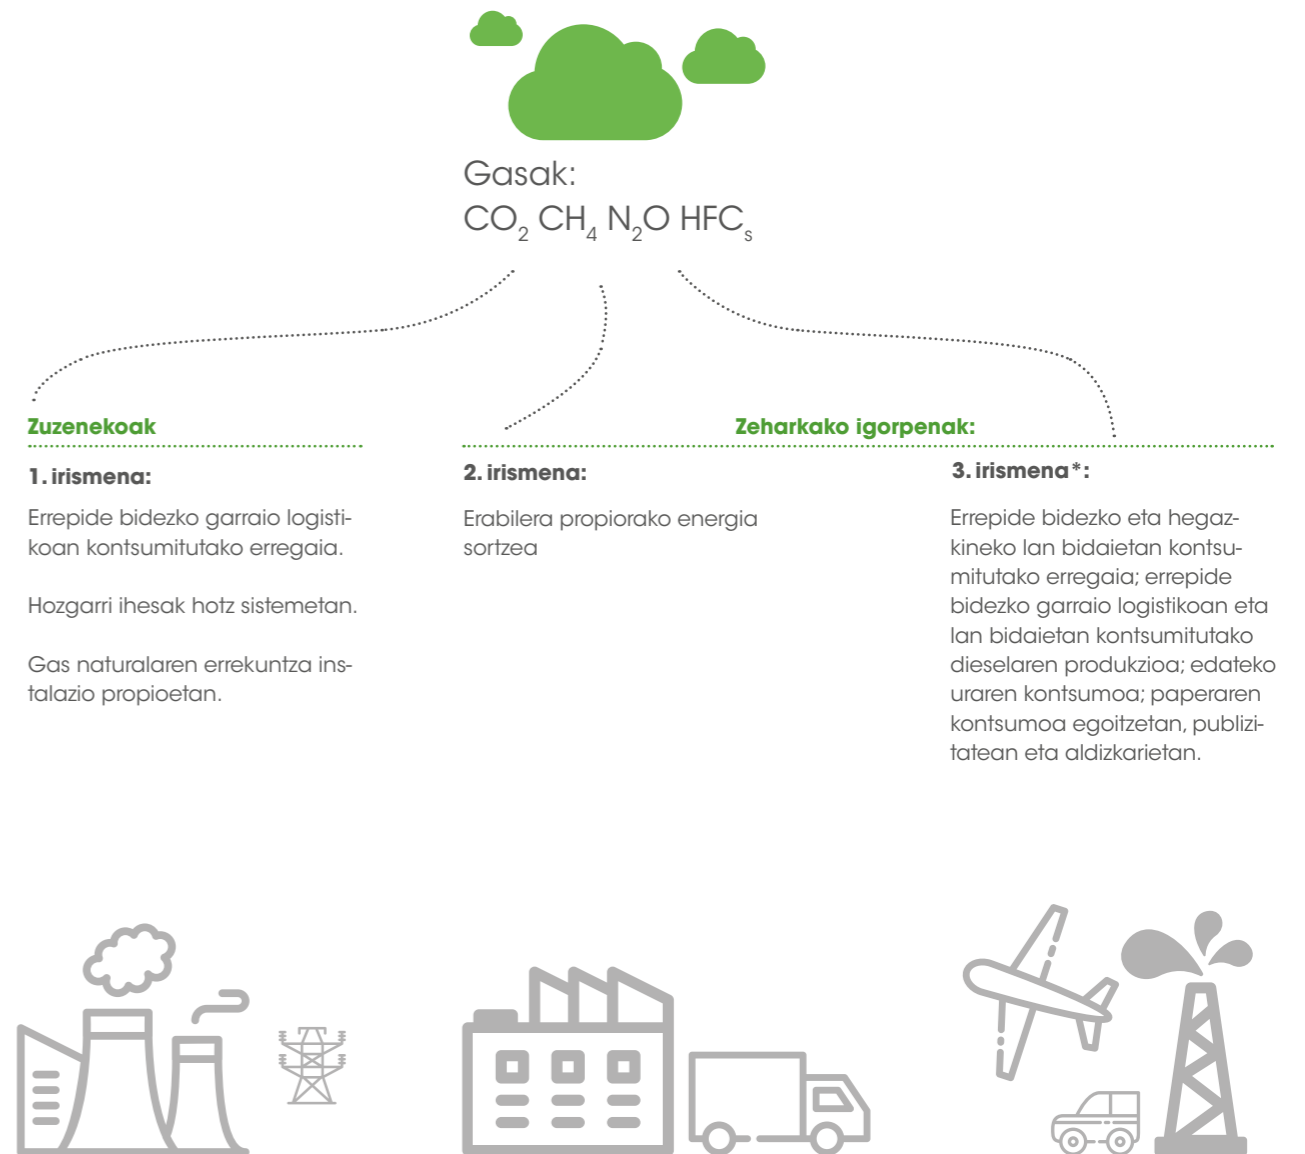 Gasak:
CO₂ CH₄ N₂O HFCₛ
Zuzenekoak
1. irismena:
Errepide bidezko garraio logisti-
koan kontsumitutako erregaia.
Hozgarri ihesak hotz sistemetan.
Gas naturalaren errekuntza ins-
talazio propioetan.
Zeharkako igorpenak:
2. irismena:
Erabilera propiorako energia
sortzea
3. irismena*:
Errepide bidezko eta hegaz-
kineko lan bidaietan kontsu-
mitutako erregaia; errepide
bidezko garraio logistikoan eta
lan bidaietan kontsumitutako
dieselaren produkzioa; edateko
uraren kontsumoa; paperaren
kontsumoa egoitzetan, publizi-
tatean eta aldizkarietan.